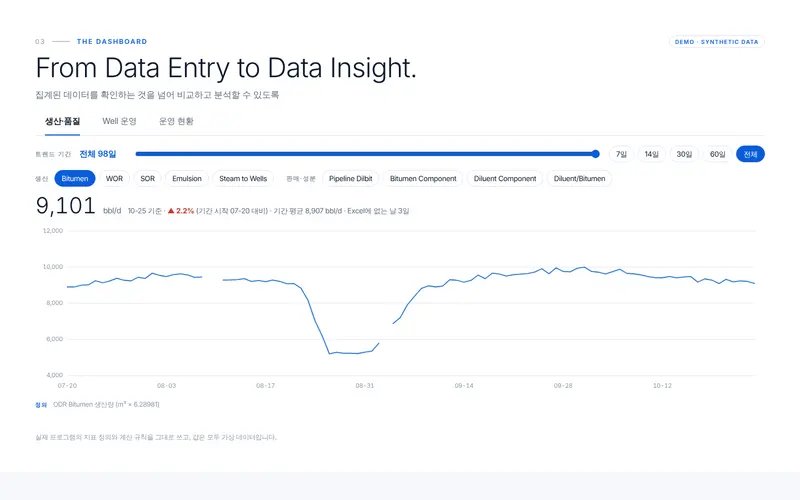 03 THE DASHBOARD DEMO · SYNTHETIC DATA
From Data Entry to Data Insight.
집계된 데이터를 확인하는 것을 넘어 비교하고 분석할 수 있도록
생산·품질 Well 운영 운영 현황
트렌드 기간 전체 98일 7일 14일 30일 60일 전체
생산 Bitumen WOR SOR Emulsion Steam to Wells 판매·성분 Pipeline Dilbit Bitumen Component Diluent Component Diluent/Bitumen
9,101 bbl/d 10-25 기준 · ▲ 2.2% (기간 시작 07-20 대비) · 기간 평균 8,907 bbl/d · Excel에 없는 날 3일
12,000
10,000
8,000
6,000
4,000
07-20 08-03 08-17 08-31 09-14 09-28 10-12
정의 ODR Bitumen 생산량 (m³ × 6.28981)
실제 프로그램의 지표 정의와 계산 규칙을 그대로 쓰고, 값은 모두 가상 데이터입니다.